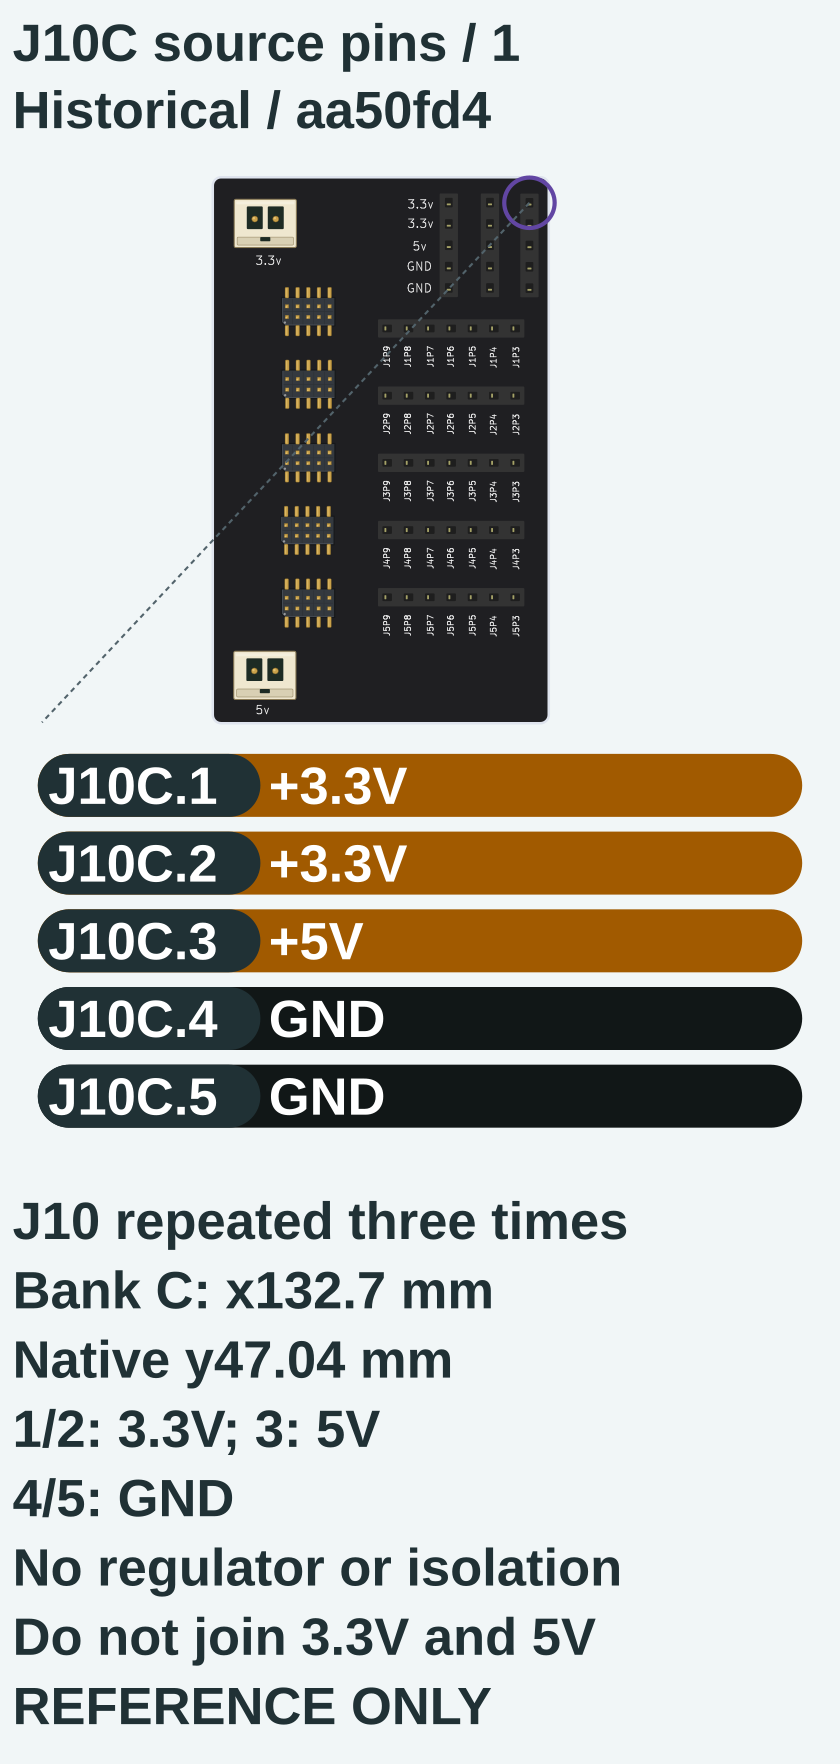 J10C source pins / 1
Historical / aa50fd4
3.3v
3.3v
5v
GND
GND
3.3v
J1P9 J1P8 J1P7 J1P6 J1P5 J1P4 J1P3
J2P9 J2P8 J2P7 J2P6 J2P5 J2P4 J2P3
J3P9 J3P8 J3P7 J3P6 J3P5 J3P4 J3P3
J4P9 J4P8 J4P7 J4P6 J4P5 J4P4 J4P3
J5P9 J5P8 J5P7 J5P6 J5P5 J5P4 J5P3
5v
J10C.1 +3.3V
J10C.2 +3.3V
J10C.3 +5V
J10C.4 GND
J10C.5 GND
J10 repeated three times
Bank C: x132.7 mm
Native y47.04 mm
1/2: 3.3V; 3: 5V
4/5: GND
No regulator or isolation
Do not join 3.3V and 5V
REFERENCE ONLY